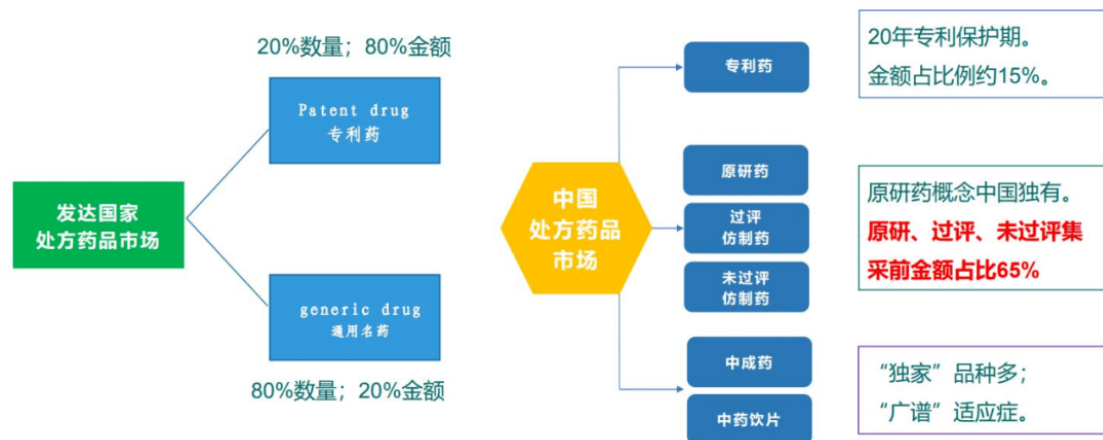 20%数量；80%金额
Patent drug
专利药
发达国家
处方药品市场
generic drug
通用名药
80%数量；20%金额
中国
处方药品
市场
专利药
原研药
过评
仿制药
未过评
仿制药
中成药
中药饮片
20年专利保护期。
金额占比例约15%。
原研药概念中国独有。
原研、过评、未过评集
采前金额占比65%
“独家”品种多；
“广谱”适应症。